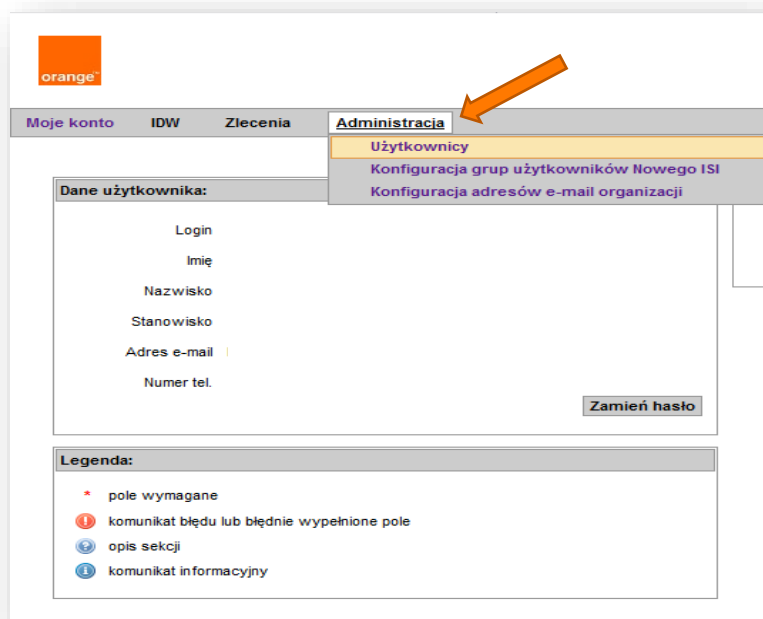 orange™
Moje konto IDW Zlecenia Administracja
Użytkownicy
Konfiguracja grup użytkowników Nowego ISI
Konfiguracja adresów e-mail organizacji
Dane użytkownika:
Login
Imię
Nazwisko
Stanowisko
Adres e-mail
Numer tel.
Zamień hasło
Legenda:
* pole wymagane
komunikat błędu lub błędnie wypełnione pole
opis sekcji
komunikat informacyjny